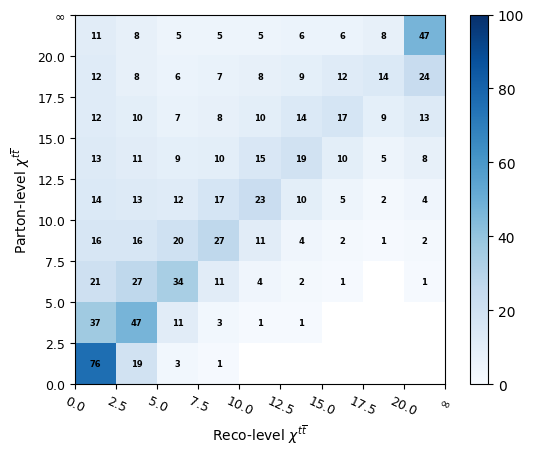 ∞ 11 8 5 5 5 6 6 8 47 100
20.0
12 8 6 7 8 9 12 14 24
17.5 80
12 10 7 8 10 14 17 9 13
15.0
13 11 9 10 15 19 10 5 8 60
12.5
14 13 12 17 23 10 5 2 4
10.0
16 16 20 27 11 4 2 1 2 40
7.5
21 27 34 11 4 2 1 1
5.0
37 47 11 3 1 1 20
2.5
76 19 3 1
0.0 0
0.0 2.5 5.0 7.5 10.0 12.5 15.0 17.5 20.0 ∞
Reco-level χ^{tt̅}
Parton-level χ^{tt̅}